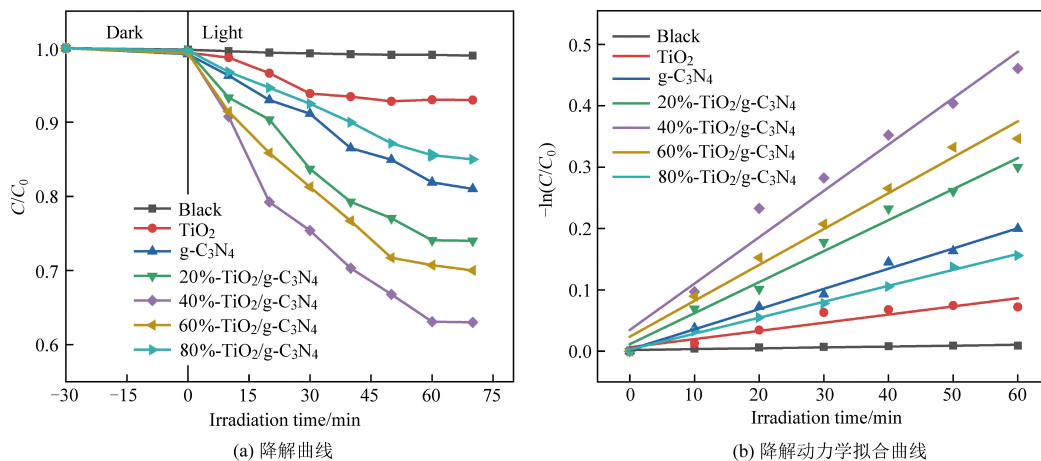 Dark Light
C/C₀
1.0
0.9
0.8
0.7
0.6
Black
TiO₂
g-C₃N₄
20%-TiO₂/g-C₃N₄
40%-TiO₂/g-C₃N₄
60%-TiO₂/g-C₃N₄
80%-TiO₂/g-C₃N₄
−30 −15 0 15 30 45 60 75
Irradiation time/min
(a) 降解曲线
−ln(C/C₀)
0.5
0.4
0.3
0.2
0.1
0.0
Black
TiO₂
g-C₃N₄
20%-TiO₂/g-C₃N₄
40%-TiO₂/g-C₃N₄
60%-TiO₂/g-C₃N₄
80%-TiO₂/g-C₃N₄
0 10 20 30 40 50 60
Irradiation time/min
(b) 降解动力学拟合曲线